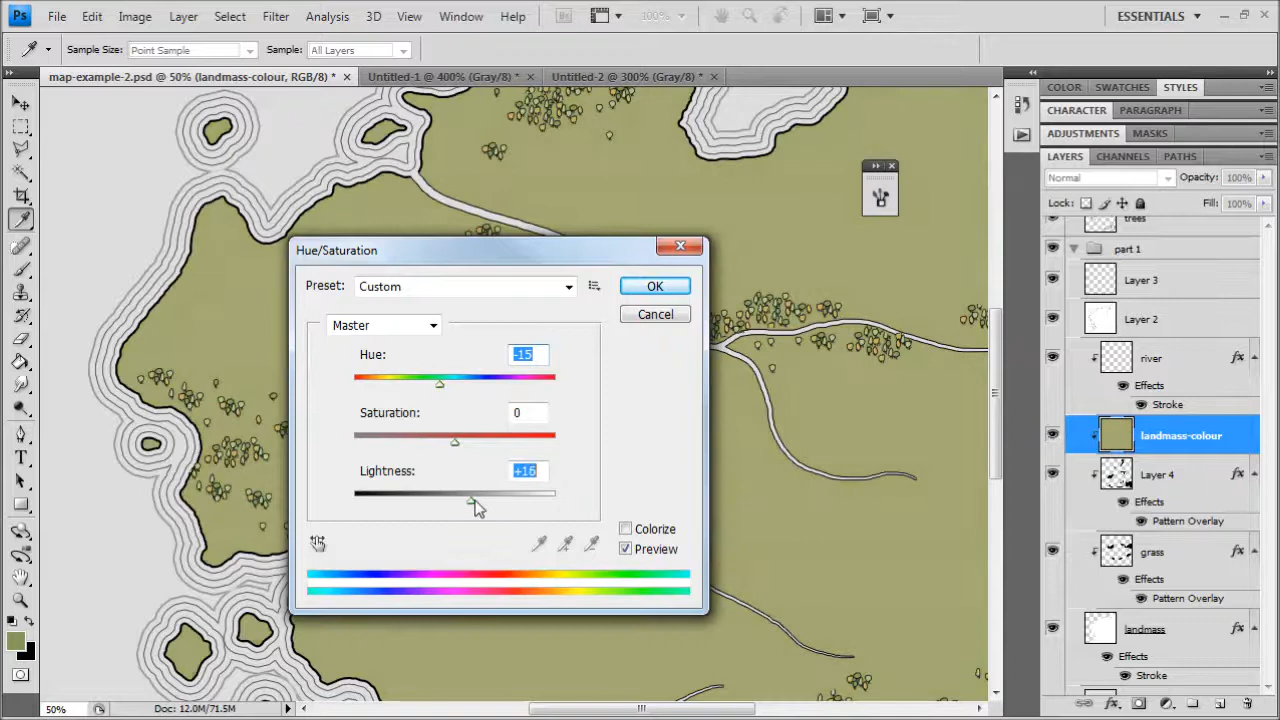 Ps File Edit Image Layer Select Filter Analysis 3D View Window Help Br 100% ESSENTIALS
Sample Size: Point Sample Sample: All Layers
map-example-2.psd @ 50% (landmass-colour, RGB/8) * × Untitled-1 @ 400% (Gray/8) * × Untitled-2 @ 300% (Gray/8) * ×
COLOR SWATCHES STYLES
CHARACTER PARAGRAPH
ADJUSTMENTS MASKS
LAYERS CHANNELS PATHS
Normal Opacity: 100%
Lock: Fill: 100%
trees
part 1
Layer 3
Layer 2
river fx
Effects
Stroke
landmass-colour
Layer 4 fx
Effects
Pattern Overlay
grass fx
Effects
Pattern Overlay
landmass fx
Effects
Stroke
Hue/Saturation
Preset: Custom OK
Cancel
Master
Hue: -15
Saturation: 0
Lightness: +16
Colorize
Preview
50% Doc: 12.0M/71.5M